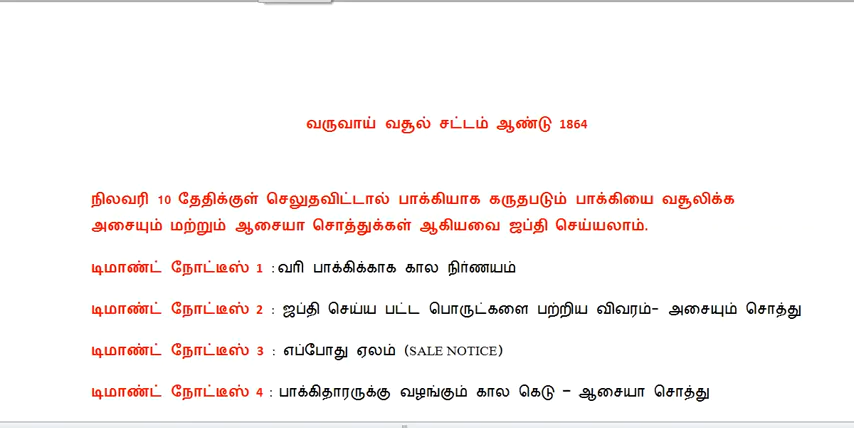 வருவாய் வசூல் சட்டம் ஆண்டு 1864
நிலவரி 10 தேதிக்குள் செலுதவிட்டால் பாக்கியாக கருதபடும் பாக்கியை வசூலிக்க
அசையும் மற்றும் ஆசையா சொத்துக்கள் ஆகியவை ஜப்தி செய்யலாம்.
டிமாண்ட் நோட்டீஸ் 1 : வரி பாக்கிக்காக கால நிர்ணயம்
டிமாண்ட் நோட்டீஸ் 2 : ஜப்தி செய்ய பட்ட பொருட்களை பற்றிய விவரம்- அசையும் சொத்து
டிமாண்ட் நோட்டீஸ் 3 : எப்போது ஏலம் (SALE NOTICE)
டிமாண்ட் நோட்டீஸ் 4 : பாக்கிதாரருக்கு வழங்கும் கால கெடு – ஆசையா சொத்து